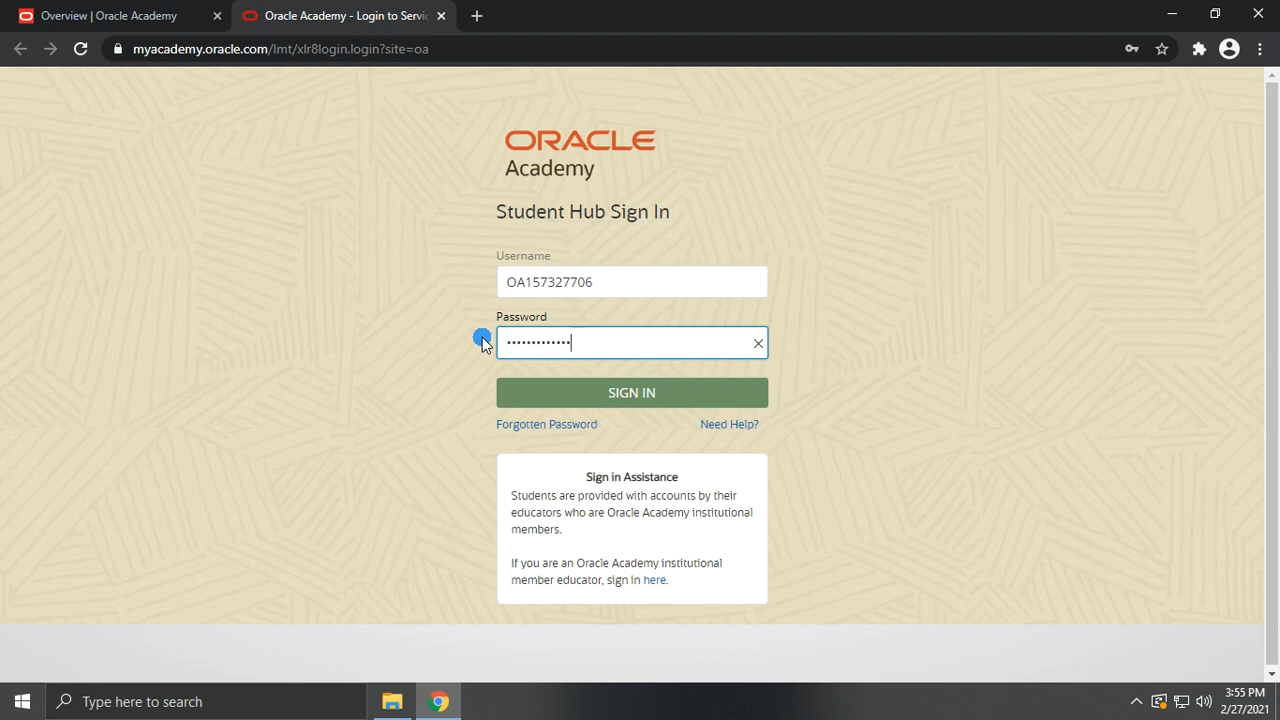 Overview | Oracle Academy
Oracle Academy - Login to Servic
myacademy.oracle.com/lmt/xlr8login.login?site=oa
ORACLE
Academy
Student Hub Sign In
Username
OA157327706
Password
•••••••••••••
SIGN IN
Forgotten Password Need Help?
Sign in Assistance
Students are provided with accounts by their
educators who are Oracle Academy institutional
members.
If you are an Oracle Academy institutional
member educator, sign in here.
Type here to search
3:55 PM
2/27/2021